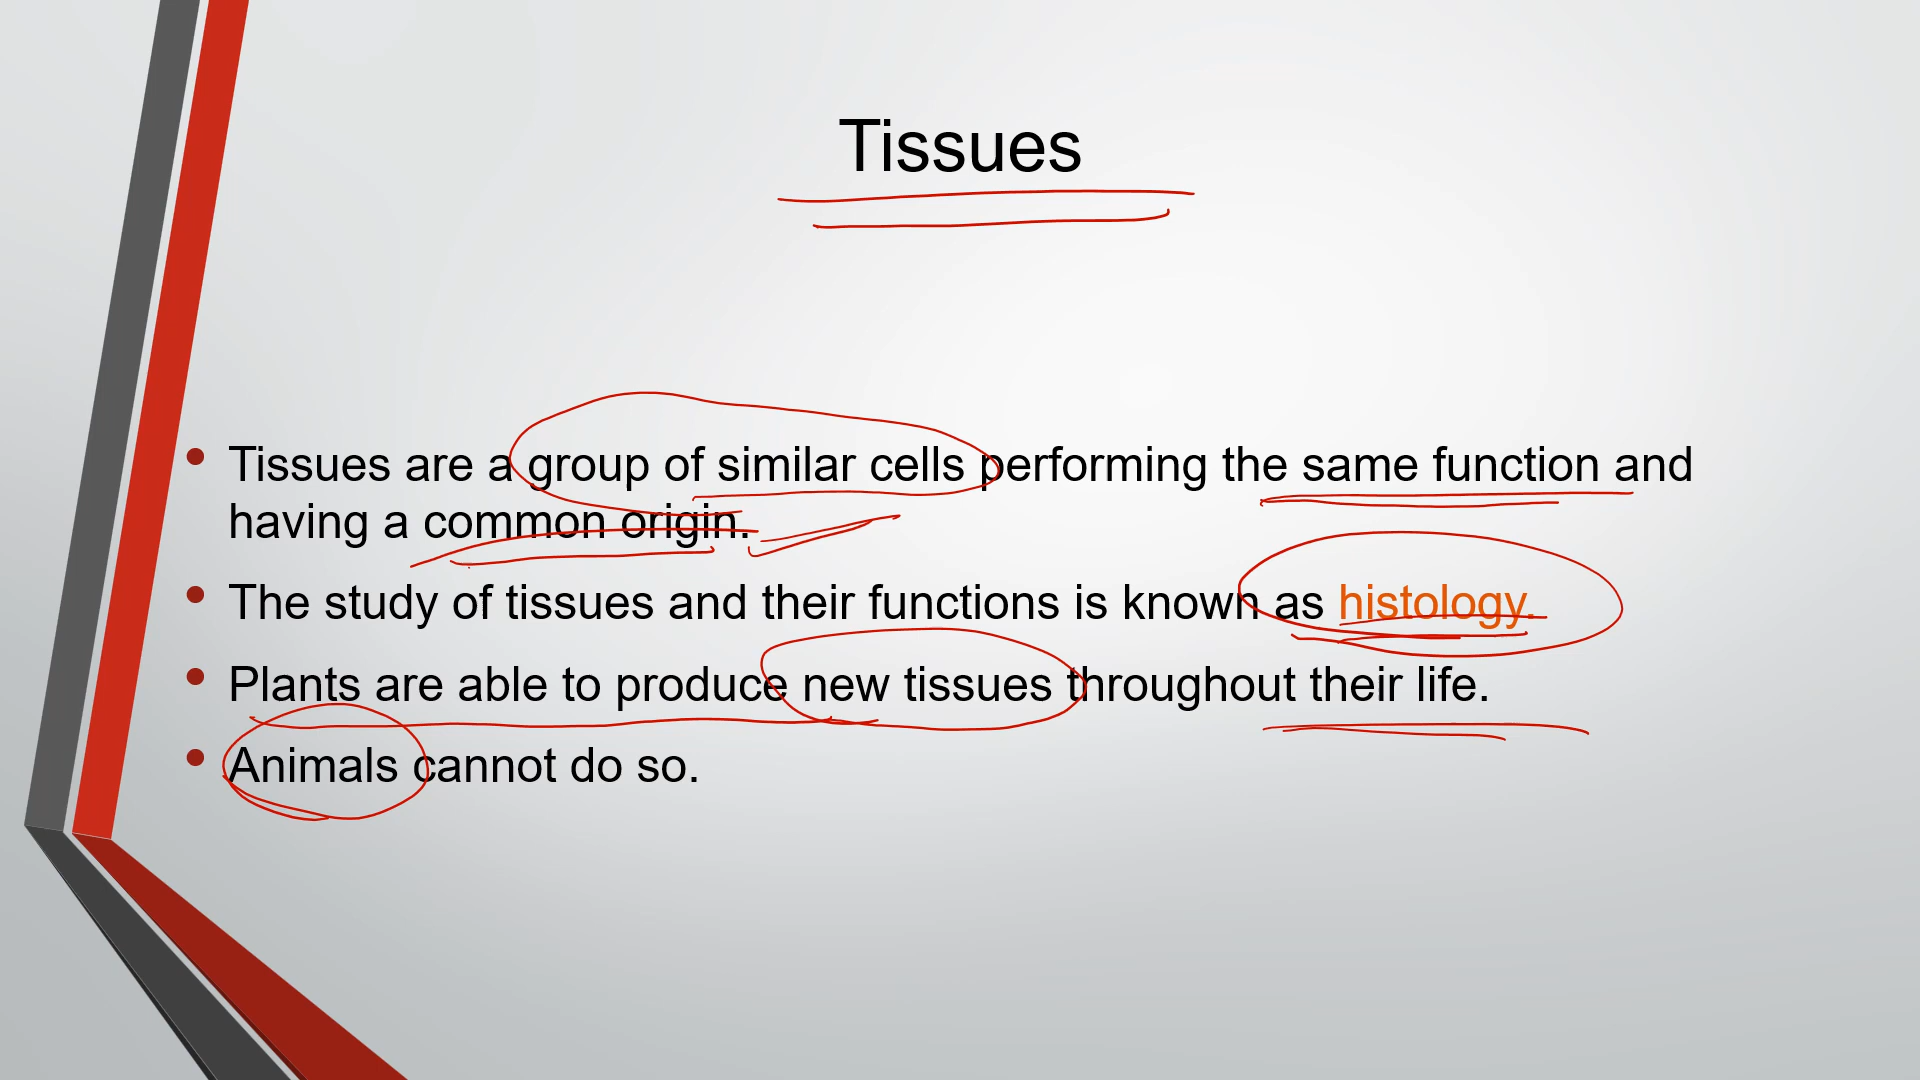 Tissues
• Tissues are a group of similar cells performing the same function and
having a common origin.
• The study of tissues and their functions is known as histology.
• Plants are able to produce new tissues throughout their life.
• Animals cannot do so.